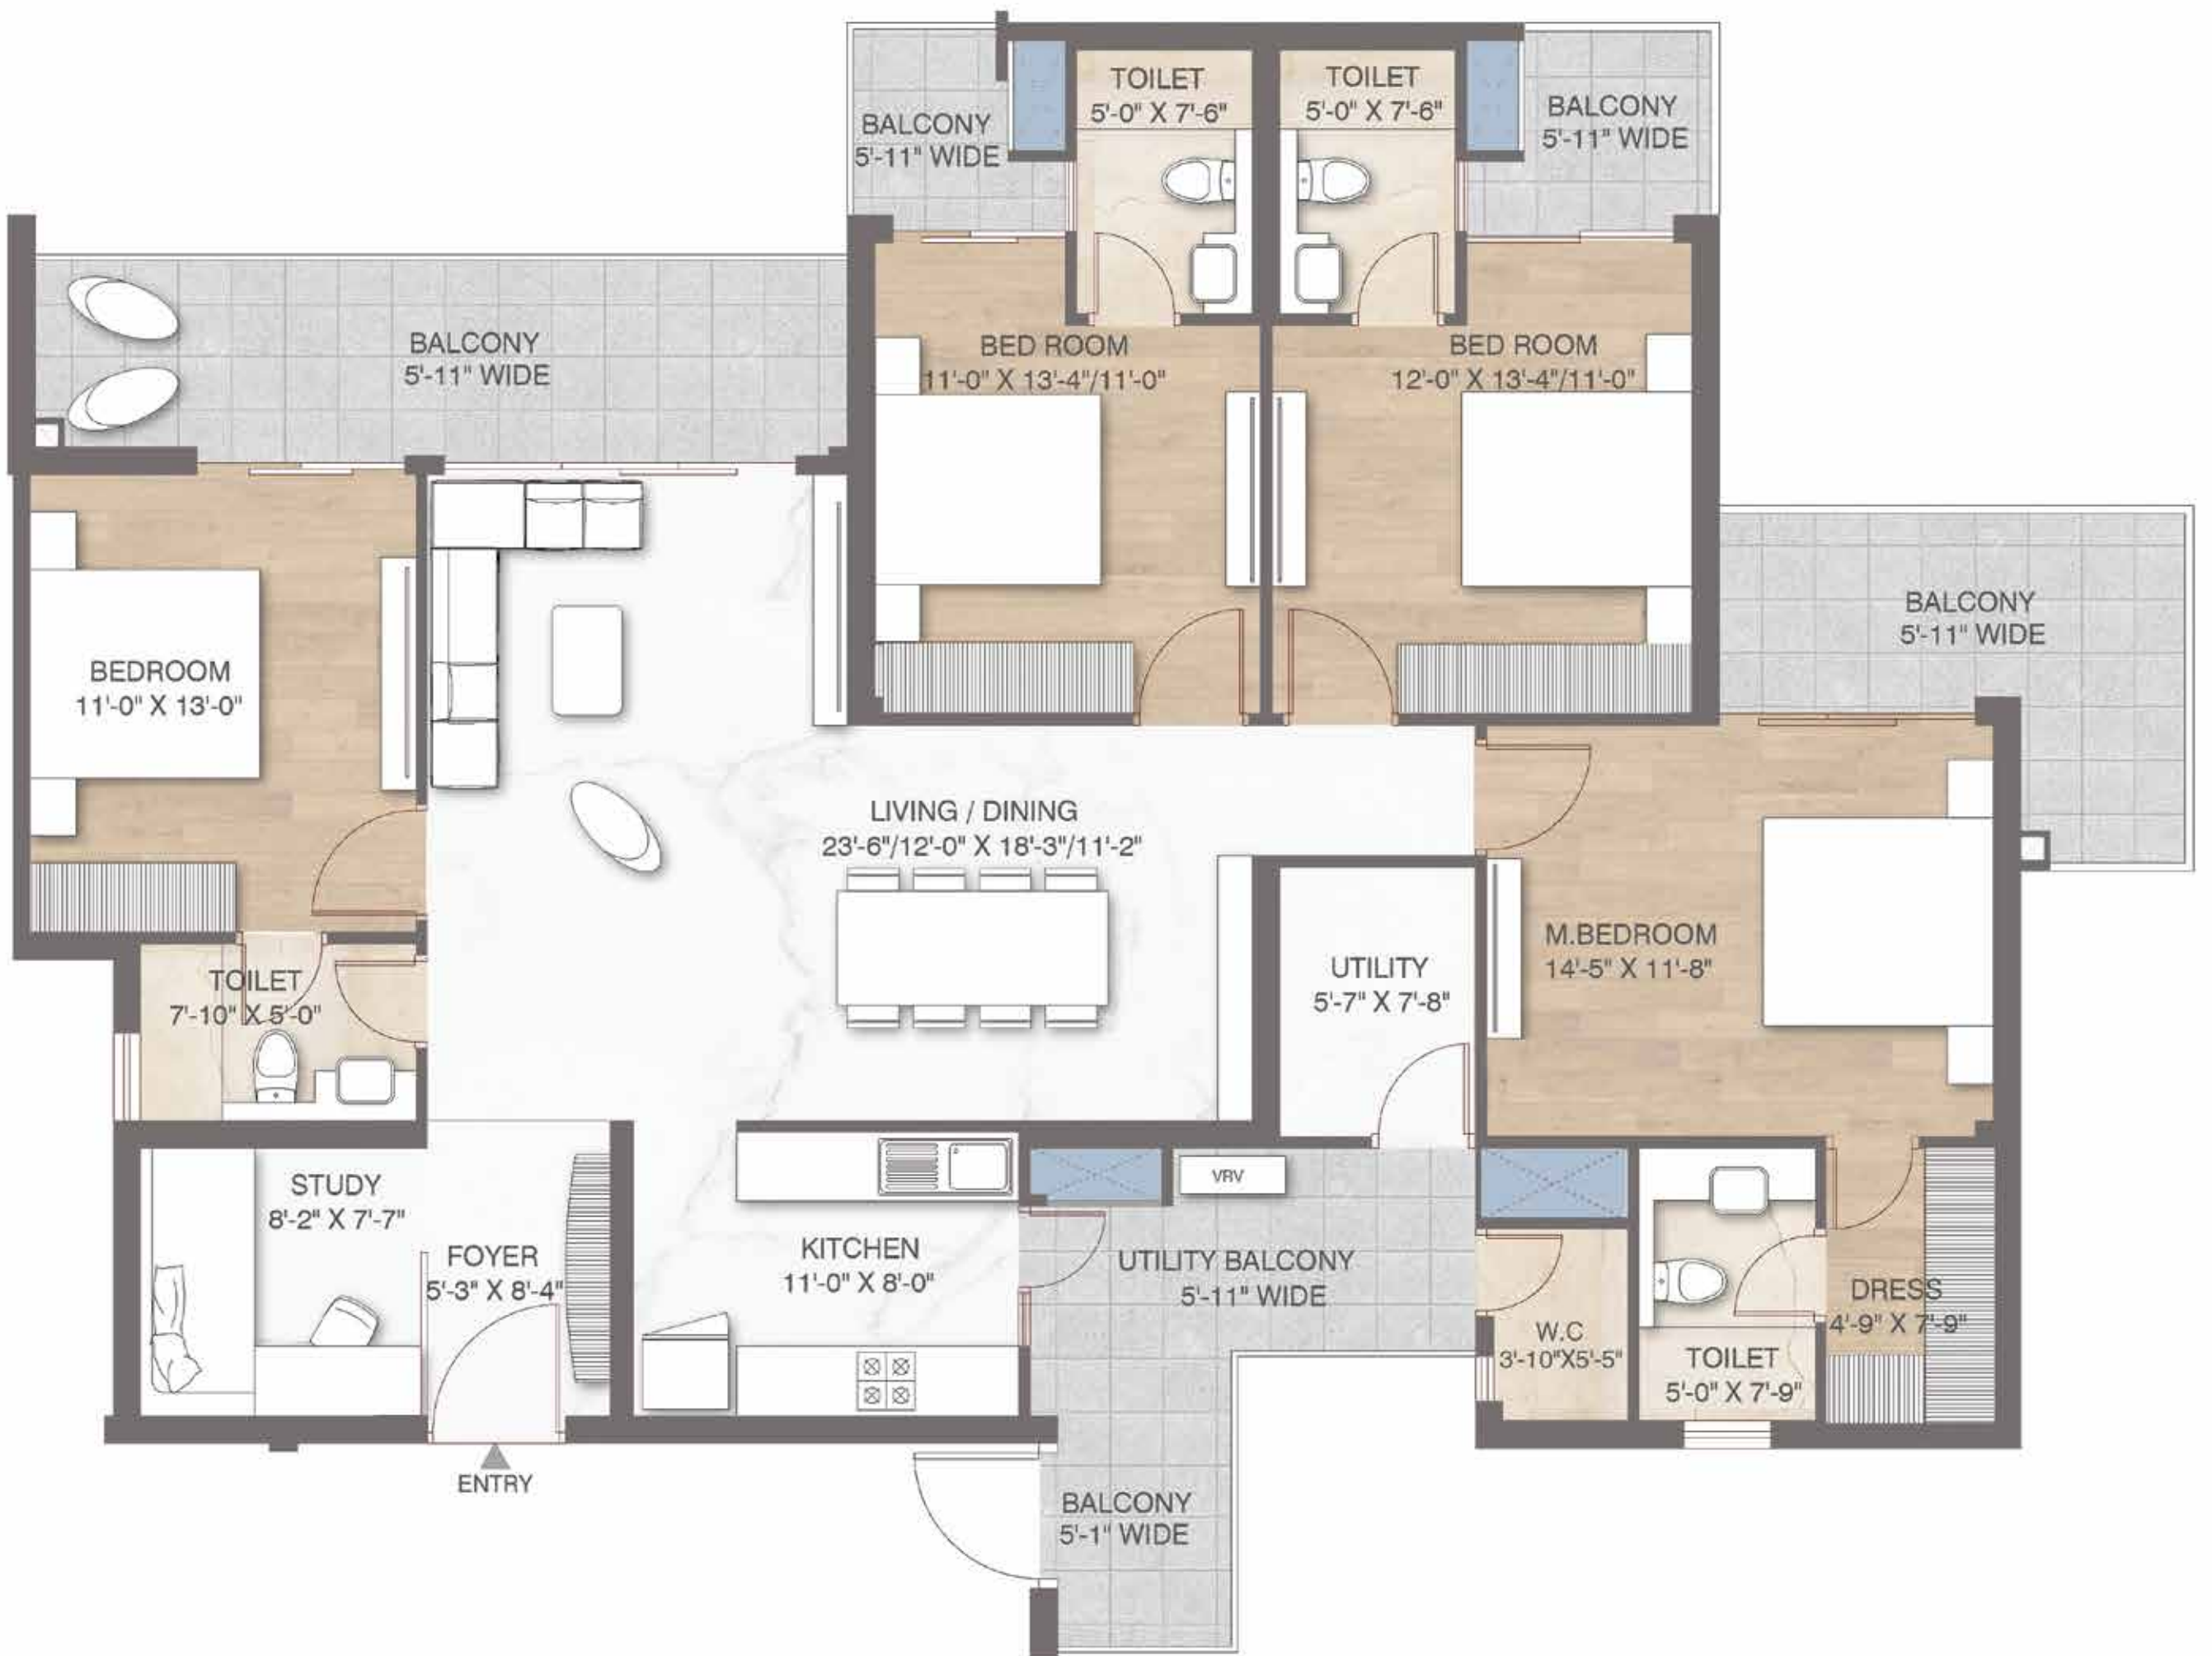 TOILET
5'-0" X 7'-6"
TOILET
5'-0" X 7'-6"
BALCONY
5'-11" WIDE
BALCONY
5'-11" WIDE
BALCONY
5'-11" WIDE
BED ROOM
11'-0" X 13'-4"/11'-0"
BED ROOM
12'-0" X 13'-4"/11'-0"
BALCONY
5'-11" WIDE
BEDROOM
11'-0" X 13'-0"
LIVING / DINING
23'-6"/12'-0" X 18'-3"/11'-2"
M.BEDROOM
14'-5" X 11'-8"
UTILITY
5'-7" X 7'-8"
TOILET
7'-10" X 5'-0"
STUDY
8'-2" X 7'-7"
VRV
FOYER
5'-3" X 8'-4"
KITCHEN
11'-0" X 8'-0"
UTILITY BALCONY
5'-11" WIDE
DRESS
4'-9" X 7'-9"
W.C
3'-10"X5'-5"
TOILET
5'-0" X 7'-9"
ENTRY
BALCONY
5'-1" WIDE